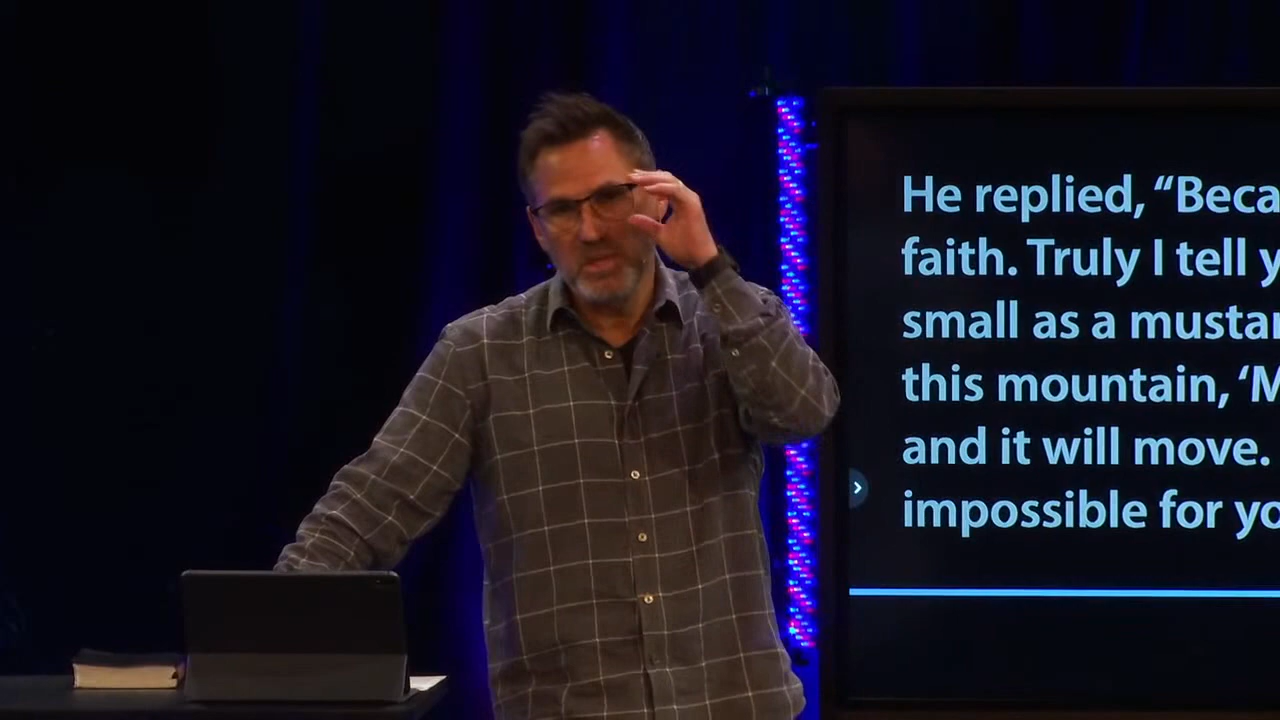 He replied, “Beca
faith. Truly I tell y
small as a mustar
this mountain, ‘M
and it will move.
impossible for yo